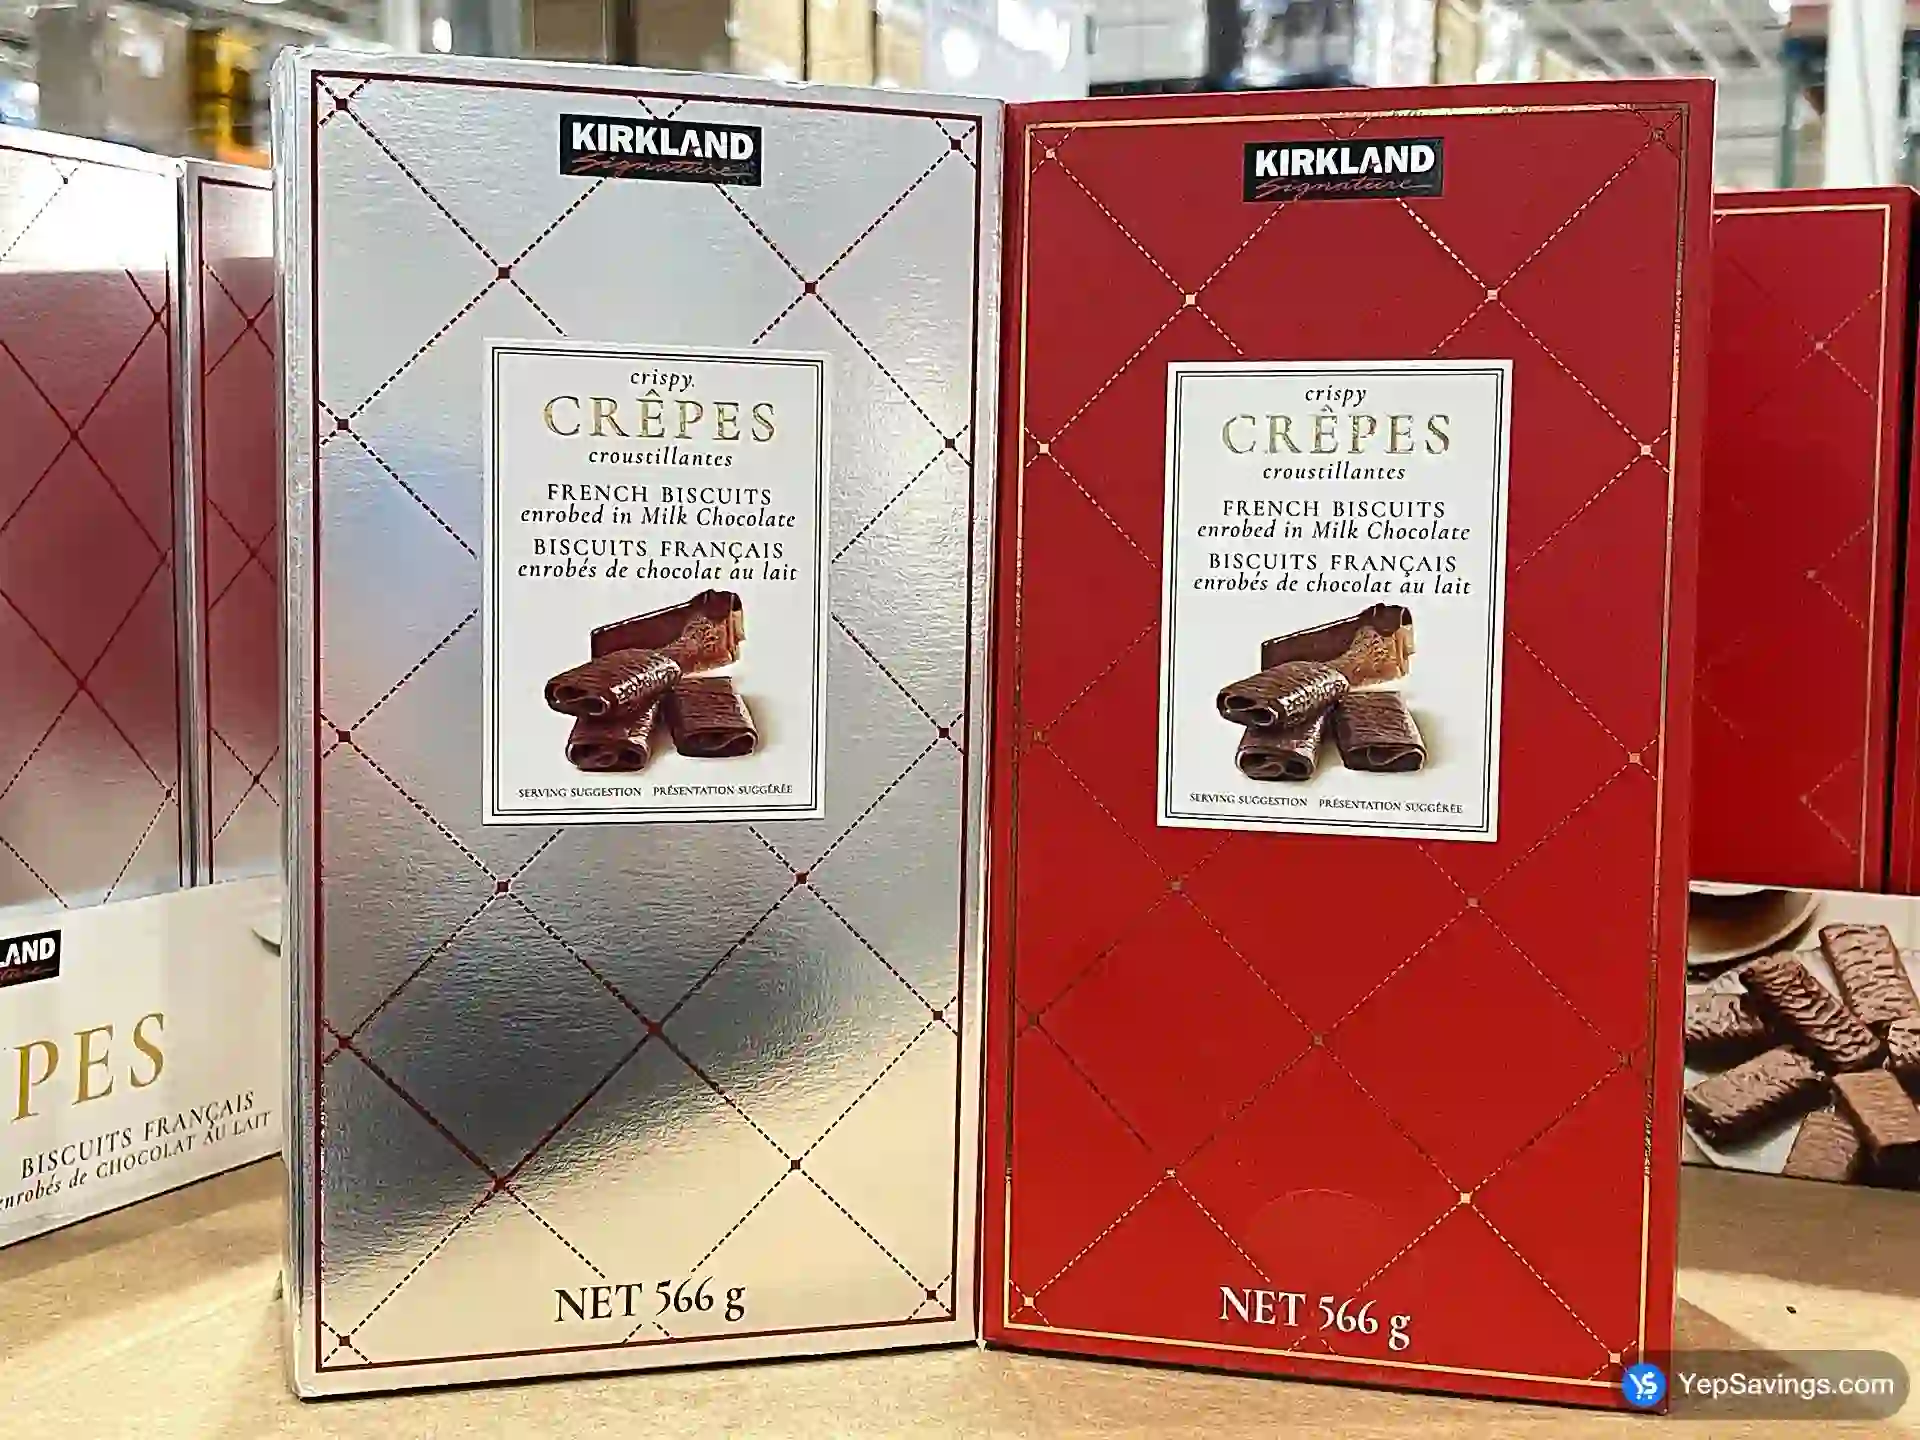 KIRKLAND
Signature
crispy
CRÊPES
croustillantes
FRENCH BISCUITS
enrobed in Milk Chocolate
BISCUITS FRANÇAIS
enrobés de chocolat au lait
SERVING SUGGESTION PRÉSENTATION SUGGÉRÉE
NET 566 g
KIRKLAND
Signature
crispy
CRÊPES
croustillantes
FRENCH BISCUITS
enrobed in Milk Chocolate
BISCUITS FRANÇAIS
enrobés de chocolat au lait
SERVING SUGGESTION PRÉSENTATION SUGGÉRÉE
NET 566 g
LAND
PES
BISCUITS FRANÇAIS
enrobés de CHOCOLAT AU LAIT
YepSavings.com